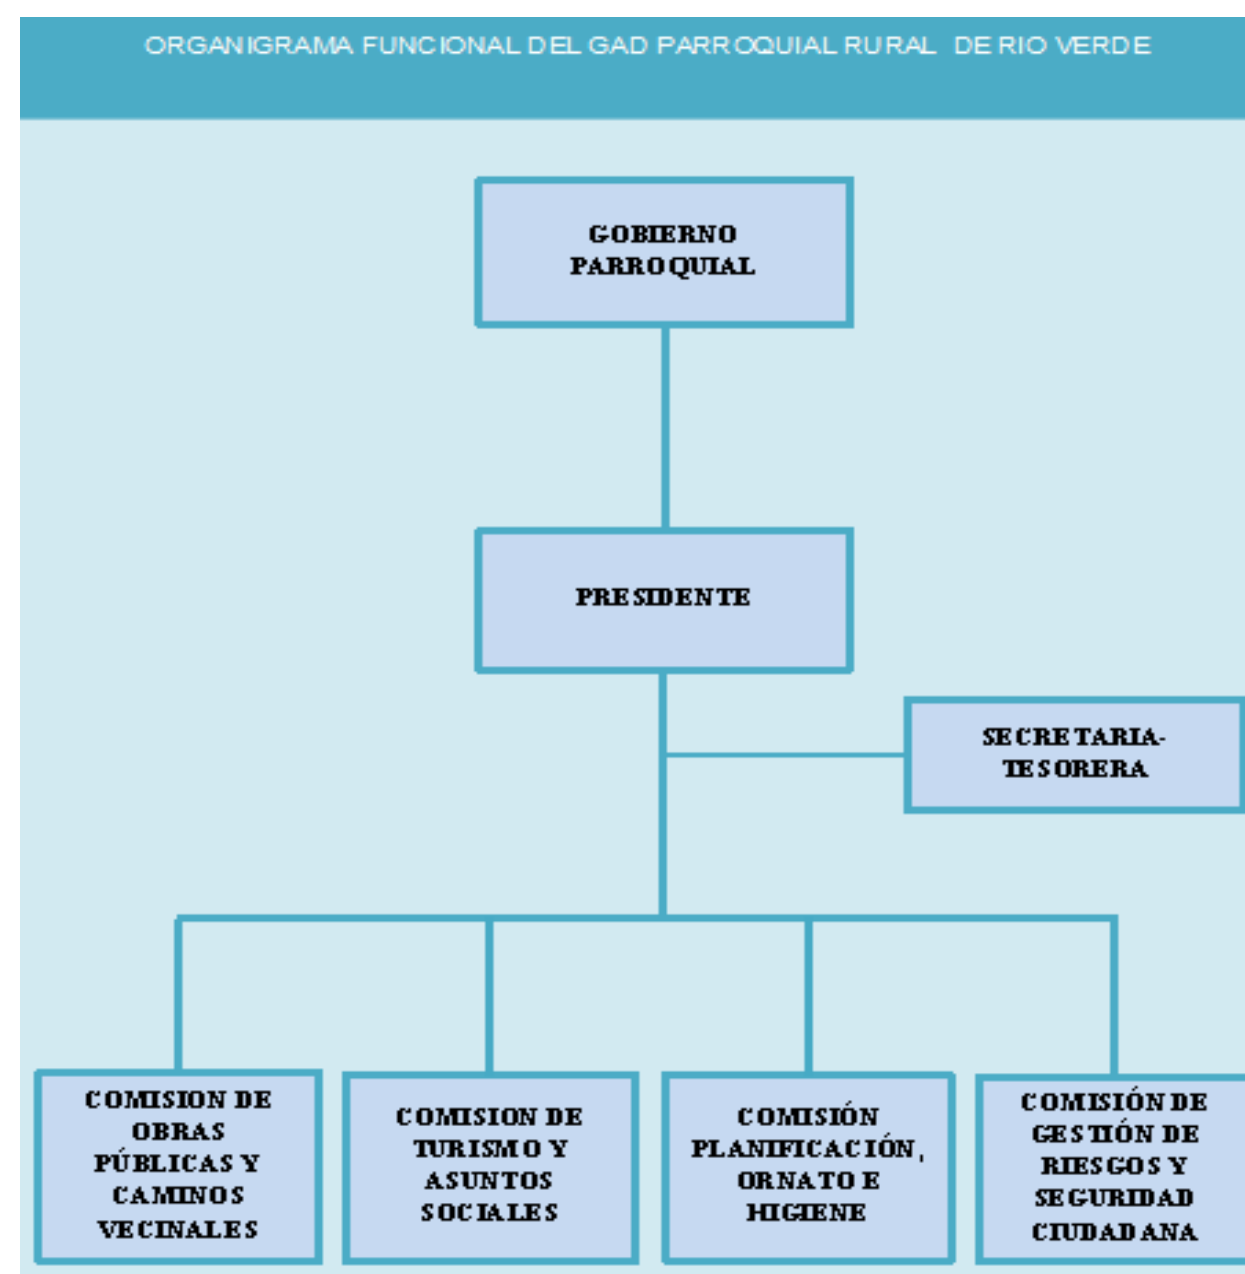 ORGANIGRAMA FUNCIONAL DEL GAD PARROQUIAL RURAL DE RIO VERDE
GOBIERNO
PARROQUIAL
PRESIDENTE
SECRETARIA-
TESORERA
COMISION DE
OBRAS
PÚBLICAS Y
CAMINOS
VECINALES
COMISION DE
TURISMO Y
ASUNTOS
SOCIALES
COMISIÓN
PLANIFICACIÓN,
ORNATO E
HIGIENE
COMISIÓN DE
GESTIÓN DE
RIESGOS Y
SEGURIDAD
CIUDADANA